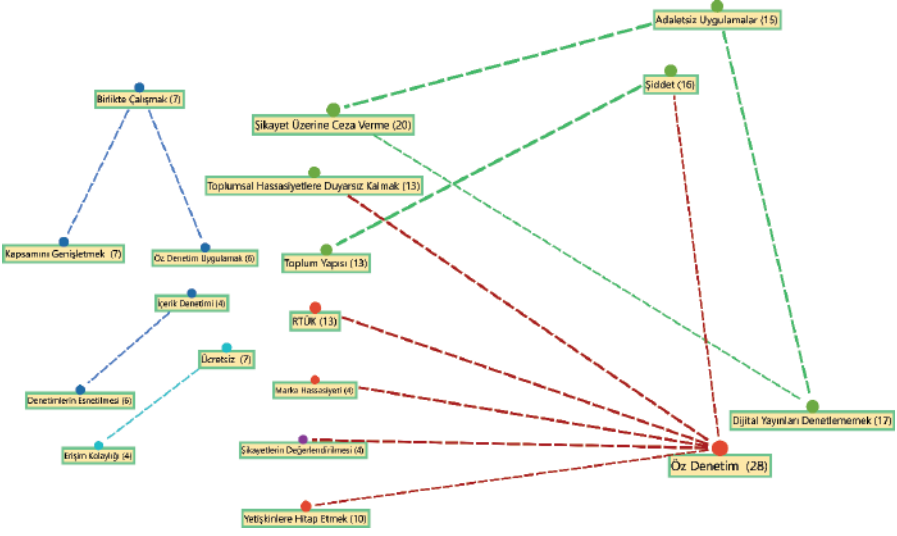 Adaletsiz Uygulamalar (15)
Şiddet (16)
Birlikte Çalışmak (7)
Şikayet Üzerine Ceza Verme (20)
Toplumsal Hassasiyetlere Duyarsız Kalmak (13)
Kapsamını Genişletmek (7)
Öz Denetim Uygulamak (6)
Toplum Yapısı (13)
İçerik Denetimi (4)
RTÜK (13)
Ücretsiz (7)
Marka Hassasiyeti (4)
Denetimlerin Esnetilmesi (6)
Dijital Yayınları Denetlememek (17)
Erişim Kolaylığı (4)
Şikayetlerin Değerlendirilmesi (4)
Öz Denetim (28)
Yetişkinlere Hitap Etmek (10)